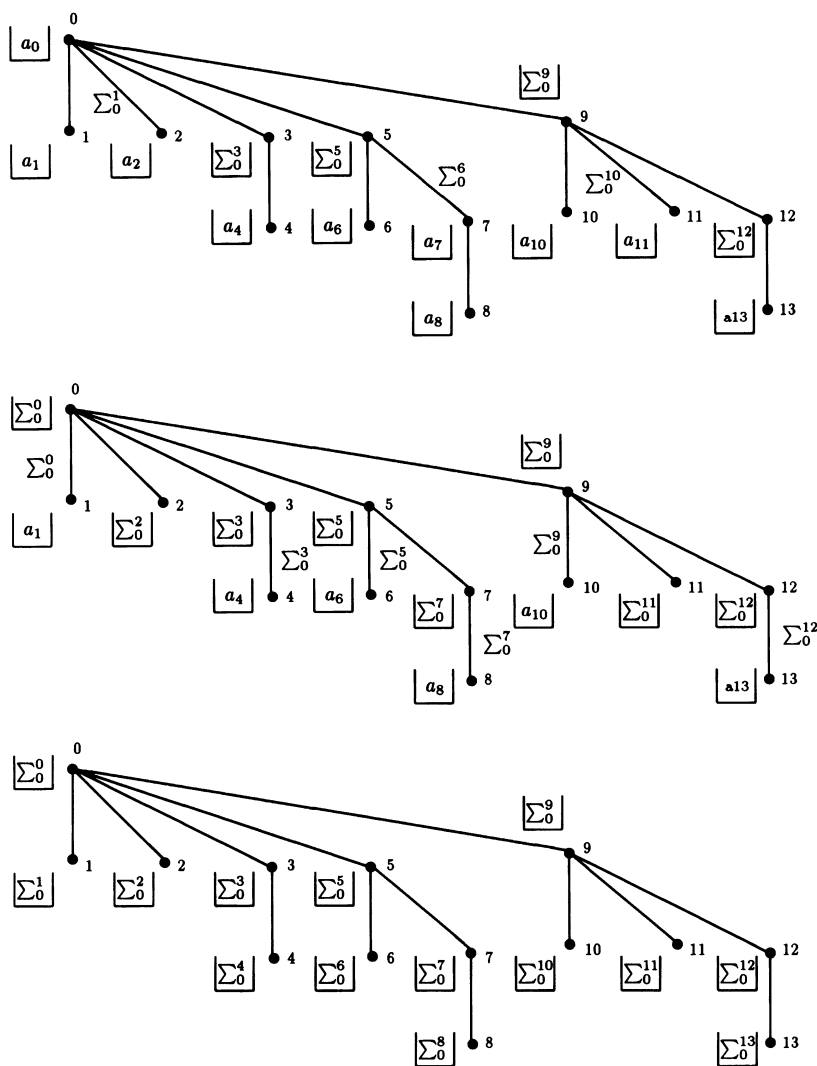 0
a₀
Σ₀⁹ 9
Σ₀¹
1 2 3 5
a₁ a₂ Σ₀³ Σ₀⁵ Σ₀⁶ Σ₀¹⁰
4 6 7 10 11 12
a₄ a₆ a₇ a₁₀ a₁₁ Σ₀¹²
8 13
a₈ a13
0
Σ₀⁰
Σ₀⁹ 9
Σ₀⁰
1 2 3 5
a₁ Σ₀² Σ₀³ Σ₀⁵ Σ₀⁹
Σ₀³ Σ₀⁵
4 6 7 10 11 12
a₄ a₆ Σ₀⁷ a₁₀ Σ₀¹¹ Σ₀¹²
Σ₀⁷ Σ₀¹²
8 13
a₈ a13
0
Σ₀⁰
Σ₀⁹ 9
1 2 3 5
Σ₀¹ Σ₀² Σ₀³ Σ₀⁵
4 6 7 10 11 12
Σ₀⁴ Σ₀⁶ Σ₀⁷ Σ₀¹⁰ Σ₀¹¹ Σ₀¹²
8 13
Σ₀⁸ Σ₀¹³